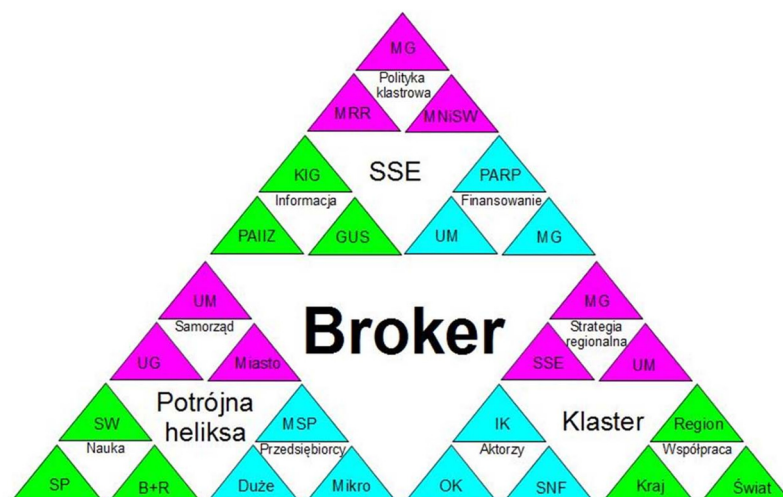 MG
Polityka
klastrowa
MRR
MNiSW
SSE
KIG
Informacja
PAIIZ
GUS
PARP
Finansowanie
UM
MG
Broker
UM
Samorząd
UG
Miasto
MG
Strategia
regionalna
SSE
UM
Potrójna
heliksa
SW
Nauka
SP
B+R
MSP
Przedsiębiorcy
Duże
Mikro
Klaster
IK
Aktorzy
OK
SNF
Region
Współpraca
Kraj
Świat